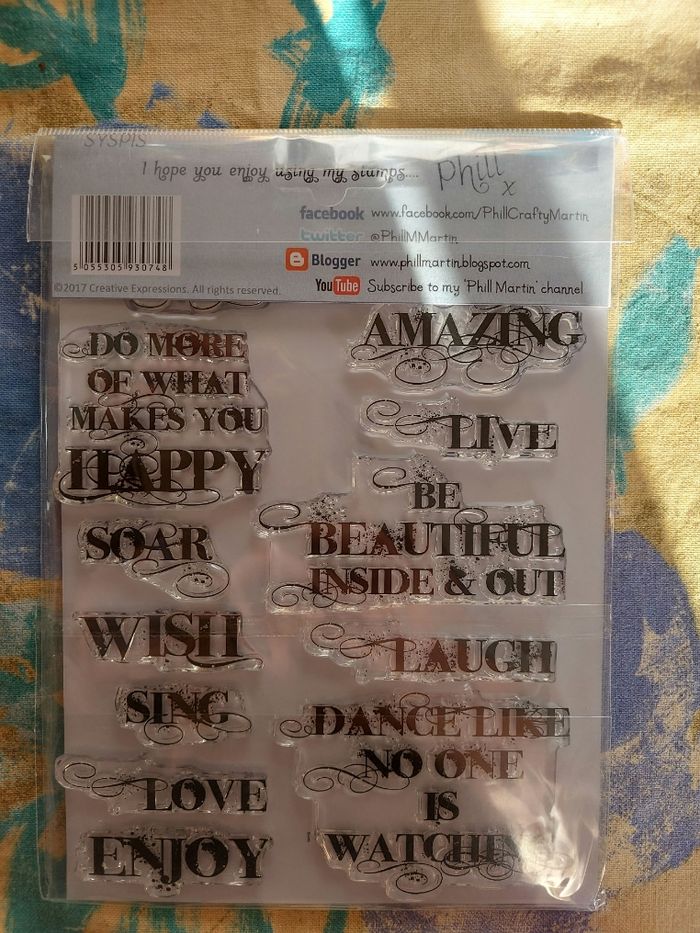 SYSPIS
I hope you enjoy using my stamps....
Phill x
facebook www.facebook.com/PhillCraftyMartin
twitter @PhillMMartin
Blogger www.phillmartin.blogspot.com
YouTube Subscribe to my 'Phill Martin' channel
5 055305 930748
©2017 Creative Expressions. All rights reserved.
DO MORE
OF WHAT
MAKES YOU
HAPPY
SOAR
WISH
SING
LOVE
ENJOY
AMAZING
LIVE
BE
BEAUTIFUL
INSIDE & OUT
LAUGH
DANCE LIKE
NO ONE
IS
WATCHING